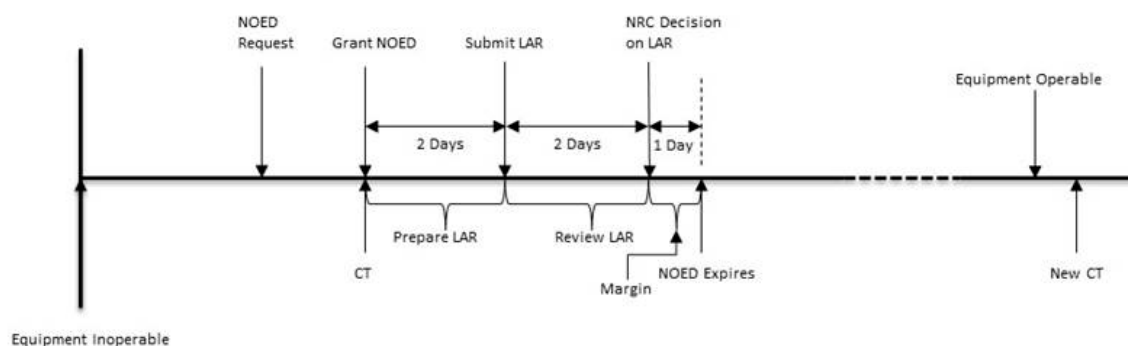 NOED
Request
Grant NOED
Submit LAR
NRC Decision
on LAR
Equipment Operable
2 Days
2 Days
1 Day
Prepare LAR
Review LAR
CT
Margin
NOED Expires
New CT
Equipment Inoperable